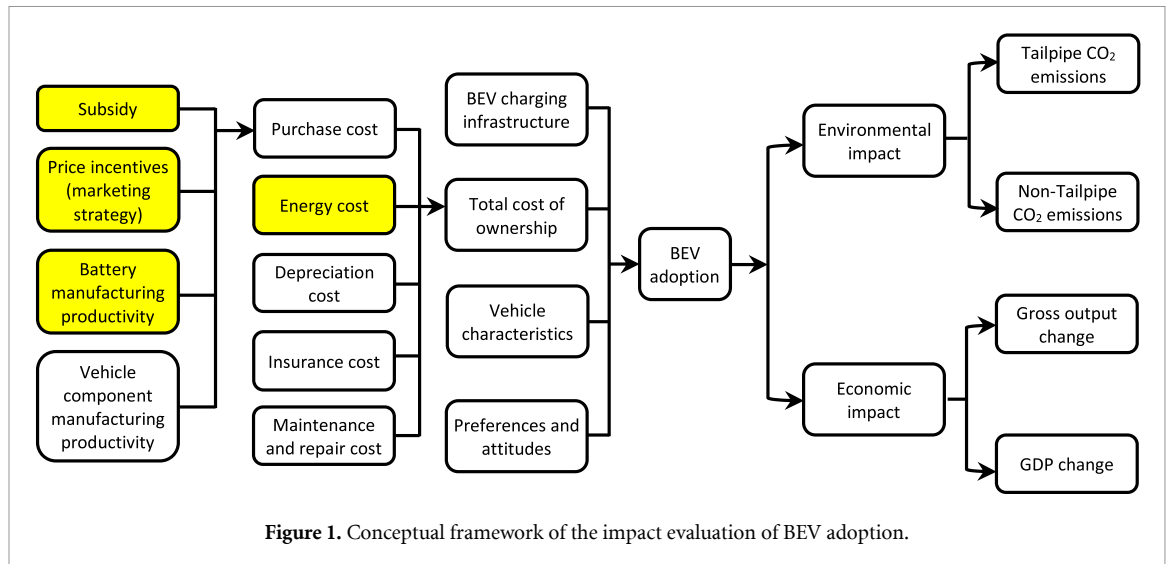 Subsidy
Price incentives
(marketing
strategy)
Battery
manufacturing
productivity
Vehicle
component
manufacturing
productivity
Purchase cost
Energy cost
Depreciation
cost
Insurance cost
Maintenance
and repair cost
BEV charging
infrastructure
Total cost of
ownership
Vehicle
characteristics
Preferences and
attitudes
BEV
adoption
Environmental
impact
Economic
impact
Tailpipe CO₂
emissions
Non-Tailpipe
CO₂ emissions
Gross output
change
GDP change
Figure 1. Conceptual framework of the impact evaluation of BEV adoption.